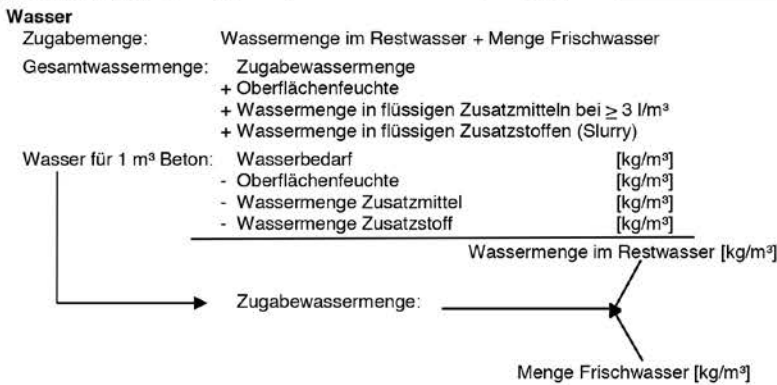 Wasser
Zugabemenge: Wassermenge im Restwasser + Menge Frischwasser
Gesamtwassermenge: Zugabewassermenge
+ Oberflächenfeuchte
+ Wassermenge in flüssigen Zusatzmitteln bei ≥ 3 l/m³
+ Wassermenge in flüssigen Zusatzstoffen (Slurry)
Wasser für 1 m³ Beton: Wasserbedarf [kg/m³]
- Oberflächenfeuchte [kg/m³]
- Wassermenge Zusatzmittel [kg/m³]
- Wassermenge Zusatzstoff [kg/m³]
Wassermenge im Restwasser [kg/m³]
Zugabewassermenge:
Menge Frischwasser [kg/m³]